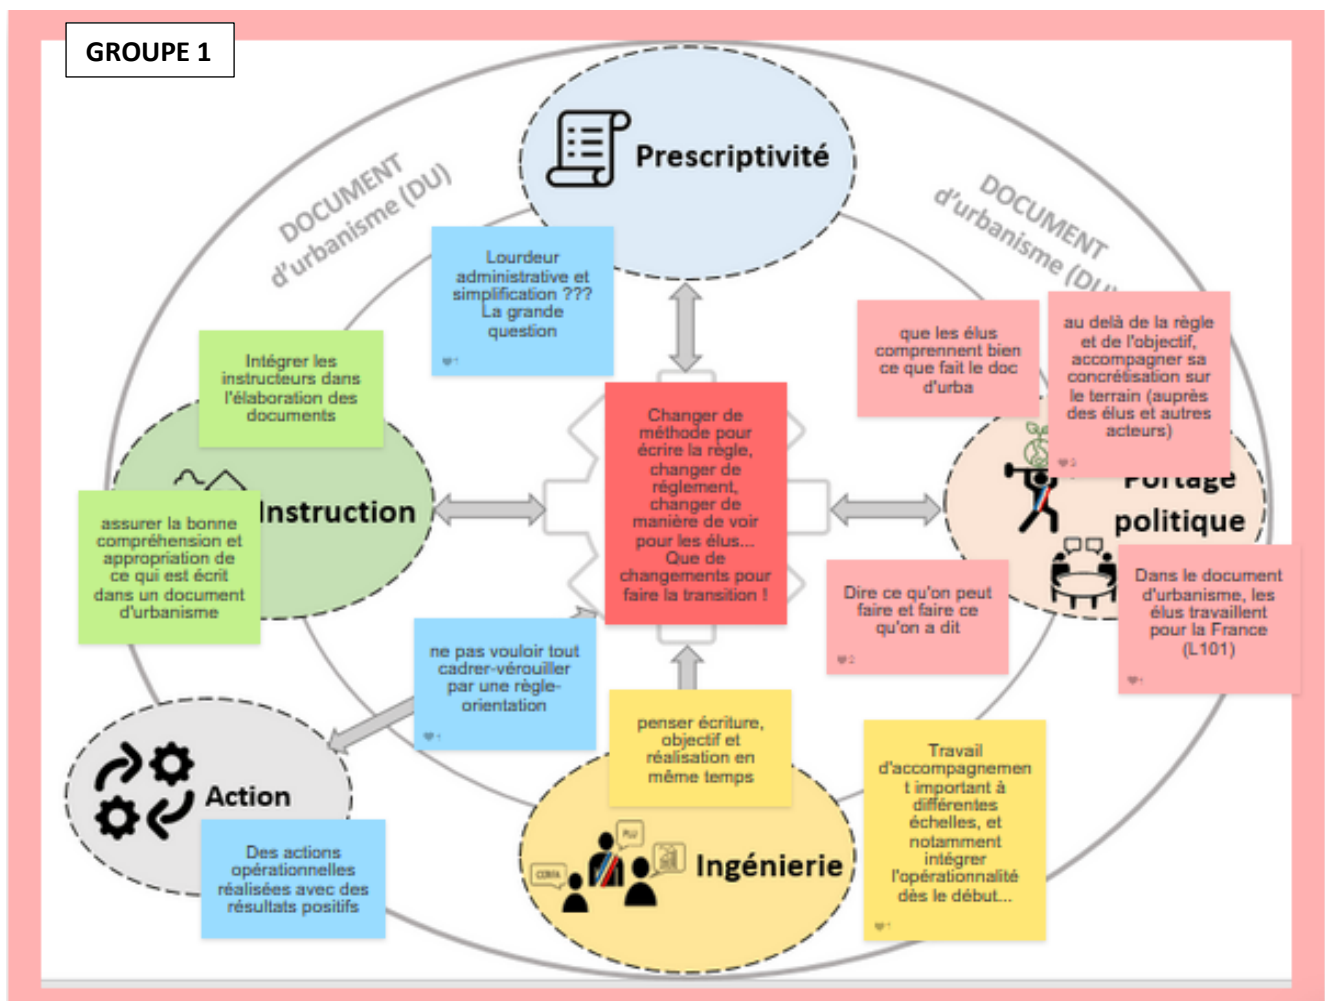 GROUPE 1
Prescriptivité
DOCUMENT
d'urbanisme (DU)
DOCUMENT
d'urbanisme (DU)
Lourdeur
administrative et
simplification ???
La grande
question
1
Intégrer les
instructeurs dans
l'élaboration des
documents
Instruction
assurer la bonne
compréhension et
appropriation de
ce qui est écrit
dans un document
d'urbanisme
Changer de
méthode pour
écrire la règle,
changer de
réglement,
changer de
manière de voir
pour les élus...
Que de
changements pour
faire la transition !
que les élus
comprennent bien
ce que fait le doc
d'urba
au delà de la règle
et de l'objectif,
accompagner sa
concrétisation sur
le terrain (auprès
des élus et autres
acteurs)
Portage
politique
Dire ce qu'on peut
faire et faire ce
qu'on a dit
2
Dans le document
d'urbanisme, les
élus travaillent
pour la France
(L101)
1
ne pas vouloir tout
cadrer-vérouiller
par une règle-
orientation
1
Action
Des actions
opérationnelles
réalisées avec des
résultats positifs
penser écriture,
objectif et
réalisation en
même temps
PLU
CERFA
Ingénierie
Travail
d'accompagnemen
t important à
différentes
échelles, et
notamment
intégrer
l'opérationnalité
dès le début...
1